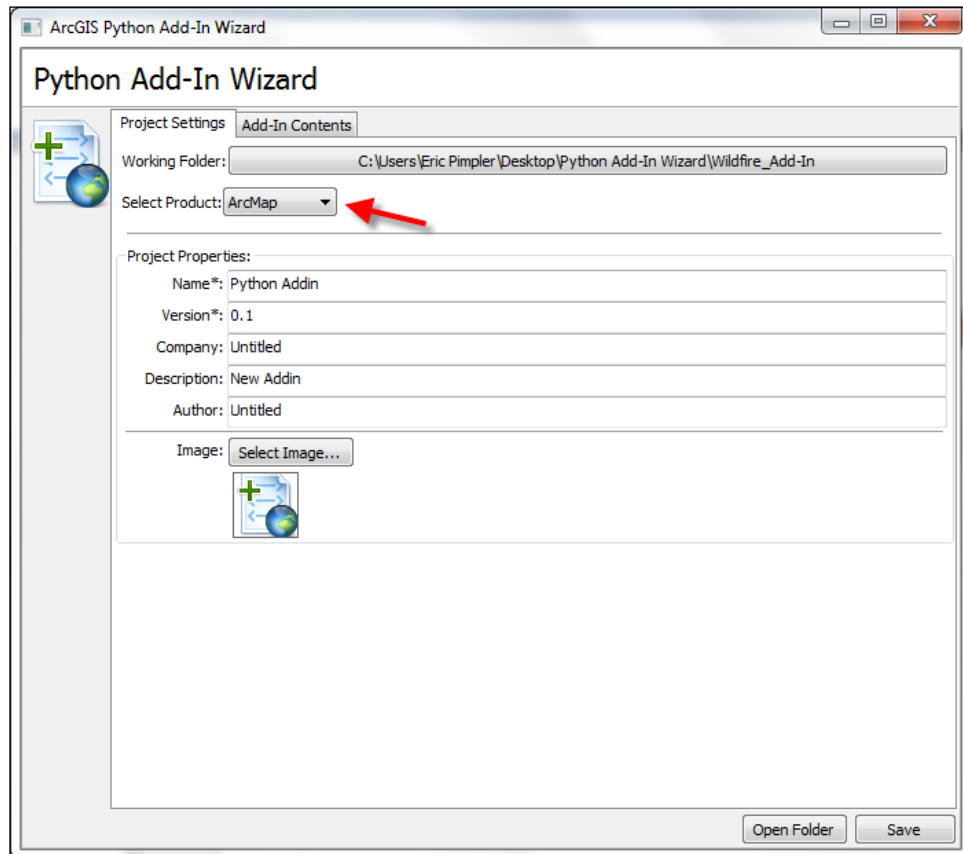 ArcGIS Python Add-In Wizard
Python Add-In Wizard
Project Settings Add-In Contents
Working Folder: C:\Users\Eric Pimpler\Desktop\Python Add-In Wizard\Wildfire_Add-In
Select Product: ArcMap
Project Properties:
Name*: Python Addin
Version*: 0.1
Company: Untitled
Description: New Addin
Author: Untitled
Image: Select Image...
Open Folder Save